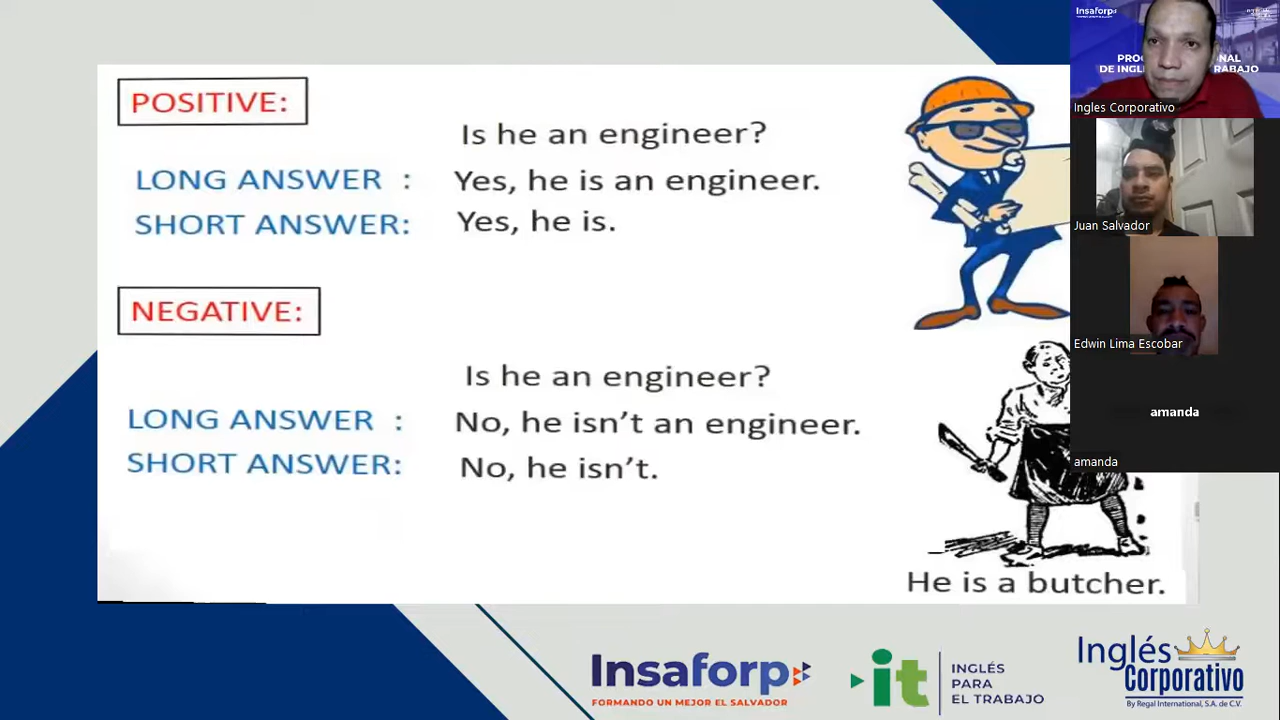 POSITIVE:
Is he an engineer?
LONG ANSWER : Yes, he is an engineer.
SHORT ANSWER: Yes, he is.
NEGATIVE:
Is he an engineer?
LONG ANSWER : No, he isn't an engineer.
SHORT ANSWER: No, he isn't.
He is a butcher.
Insaforp
FORMANDO UN MEJOR EL SALVADOR
it
INGLÉS
PARA
EL TRABAJO
Inglés
Corporativo
By Regal International, S.A. de C.V.
Insaforp
Ingles Corporativo
Juan Salvador
Edwin Lima Escobar
amanda
amanda